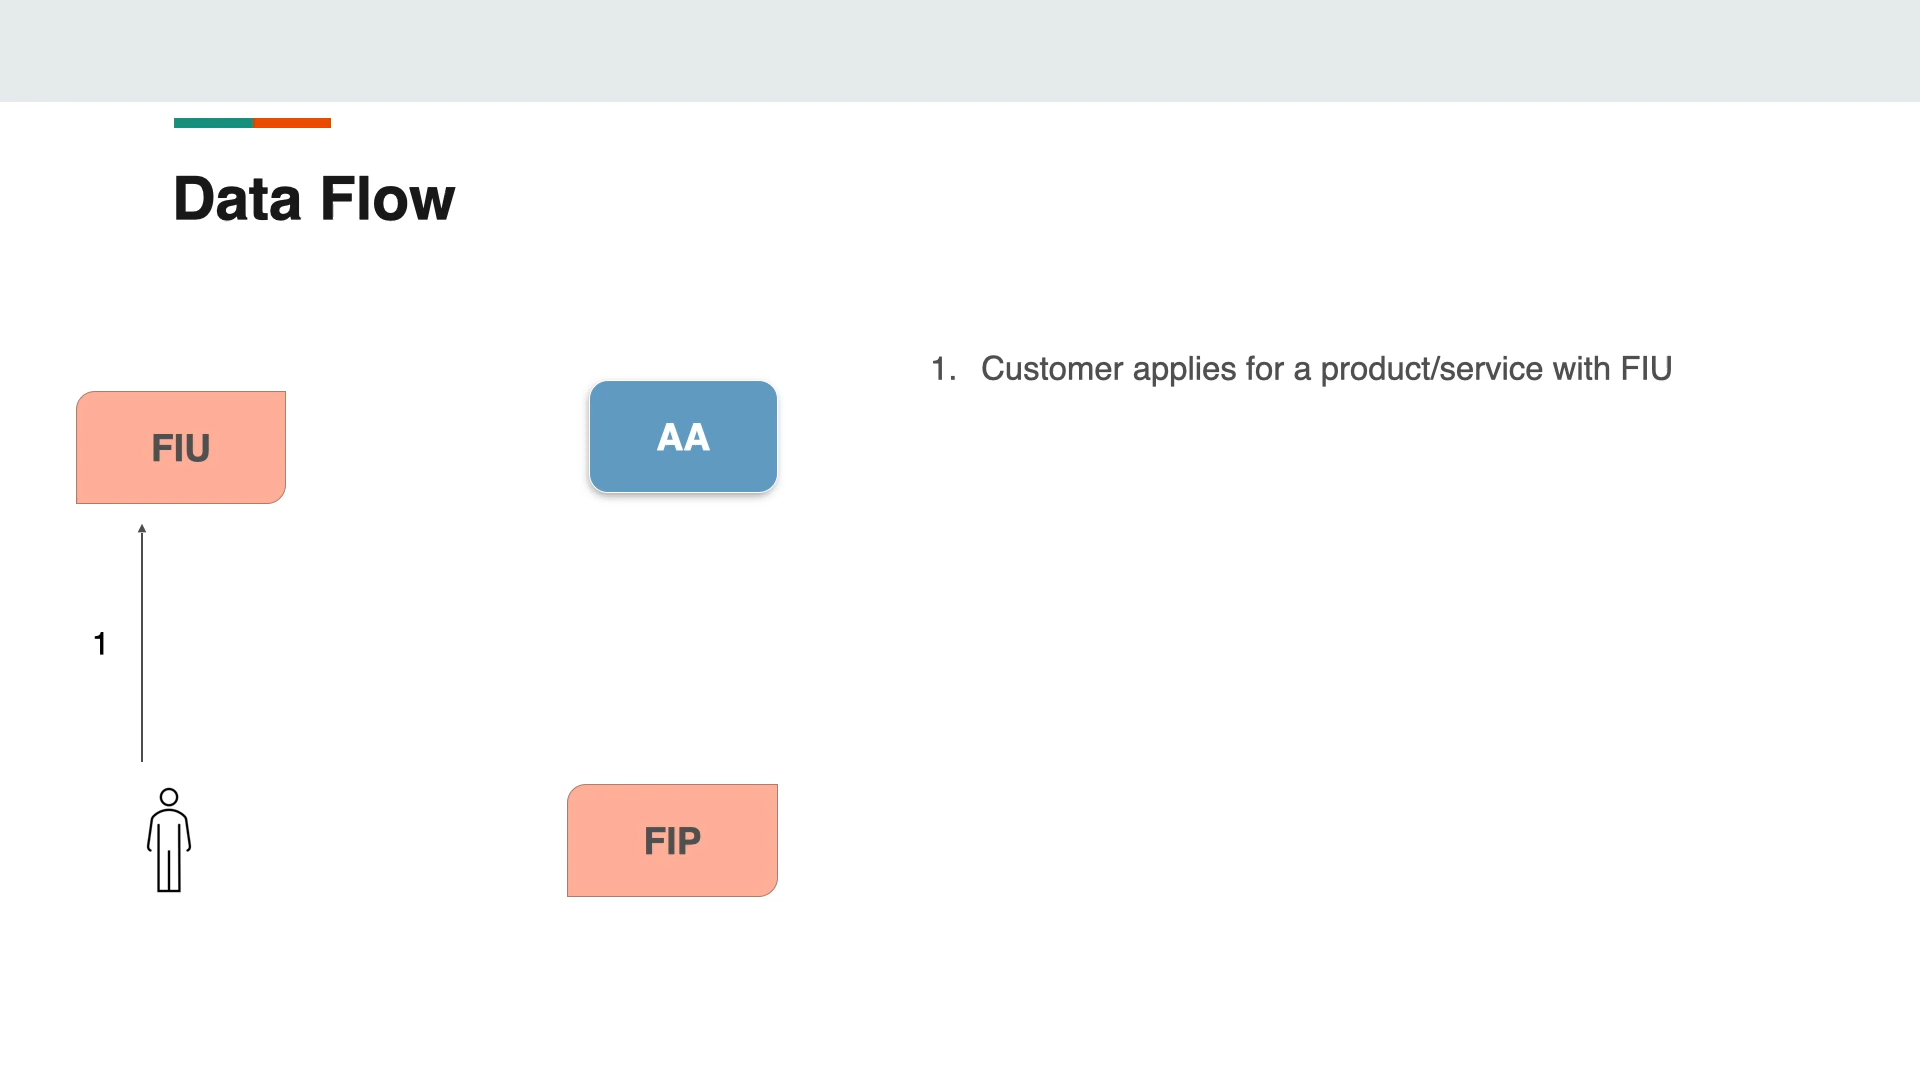 Data Flow
1. Customer applies for a product/service with FIU
FIU
AA
1
FIP